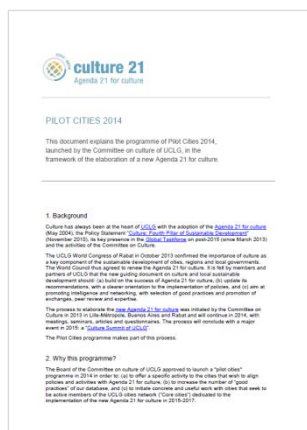 culture 21
Agenda 21 for culture
PILOT CITIES 2014
This document explains the programme of Pilot Cities 2014,
launched by the Committee on culture of UCLG, in the
framework of the elaboration of a new Agenda 21 for culture.
1. Background
Culture has always been at the heart of UCLG with the adoption of the Agenda 21 for culture
(May 2004), the Policy Statement "Culture: Fourth Pillar of Sustainable Development"
(November 2010), its key presence in the Global Taskforce on post-2015 (since March 2013)
and the activities of the Committee on Culture.
The UCLG World Congress of Rabat in October 2013 confirmed the importance of culture as
a key component of the sustainable development of cities, regions and local governments.
The World Council thus agreed to renew the Agenda 21 for culture. It is felt by members and
partners of UCLG that the new guiding document on culture and local sustainable
development should: (a) build on the success of Agenda 21 for culture, (b) update its
recommendations, with a clearer orientation to the implementation of policies, and (c) aim at
promoting intelligence and networking, with selection of good practices and promotion of
exchanges, peer review and expertise.
The process to elaborate the new Agenda 21 for culture was initiated by the Committee on
Culture in 2013 in Lille-Métropole, Buenos Aires and Rabat and will continue in 2014, with
meetings, seminars, articles and questionnaires. The process will conclude with a major
event in 2015: a "Culture Summit of UCLG".
The Pilot Cities programme makes part of this process.
2. Why this programme?
The Board of the Committee on culture of UCLG approved to launch a "pilot cities"
programme in 2014 in order to: (a) to offer a specific activity to the cities that wish to align
policies and activities with Agenda 21 for culture, (b) to increase the number of "good
practices" of our database, and (c) to initiate concrete and useful work with cities that seek to
be active members of the UCLG cities network ("Core cities") dedicated to the
implementation of the new Agenda 21 for culture in 2015-2017.